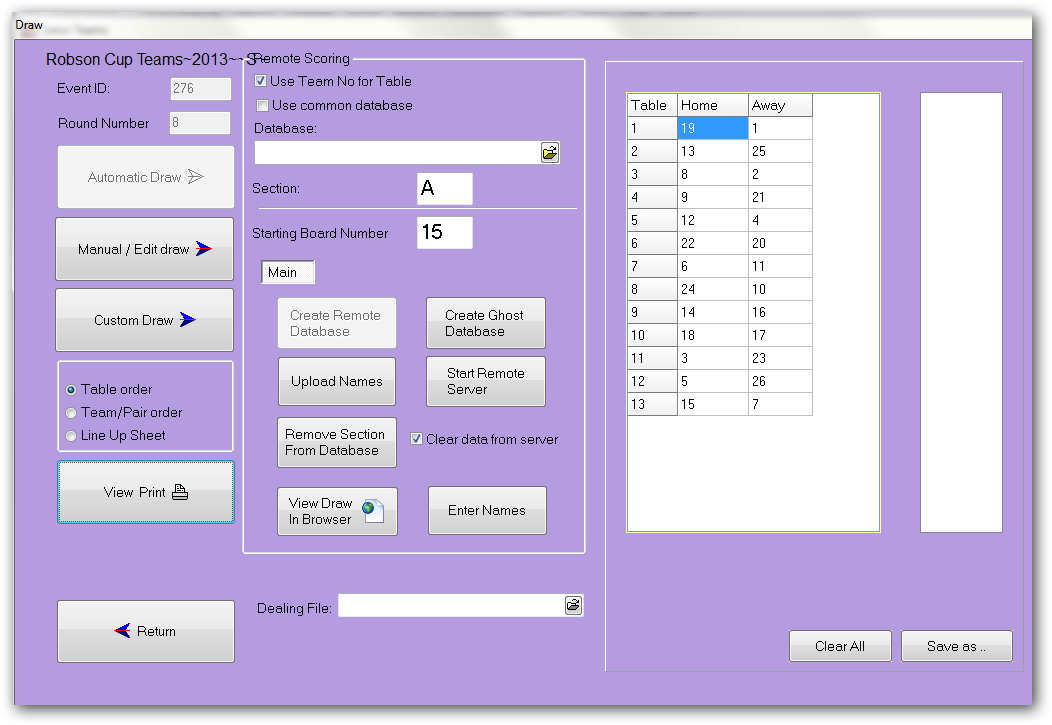 Draw
Robson Cup Teams~2013~~S
Event ID: 276
Round Number 8
Automatic Draw
Manual / Edit draw
Custom Draw
Table order
Team/Pair order
Line Up Sheet
View Print
Return
Remote Scoring
Use Team No for Table
Use common database
Database:
Section: A
Starting Board Number 15
Main
Create Remote
Database
Create Ghost
Database
Upload Names
Start Remote
Server
Remove Section
From Database
Clear data from server
View Draw
In Browser
Enter Names
Dealing File:
Table Home Away
1 19 1
2 13 25
3 8 2
4 9 21
5 12 4
6 22 20
7 6 11
8 24 10
9 14 16
10 18 17
11 3 23
12 5 26
13 15 7
Clear All
Save as ..